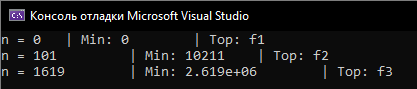 Консоль отладки Microsoft Visual Studio
n = 0 | Min: 0 | Top: f1
n = 101 | Min: 10211 | Top: f2
n = 1619 | Min: 2.619e+06 | Top: f3